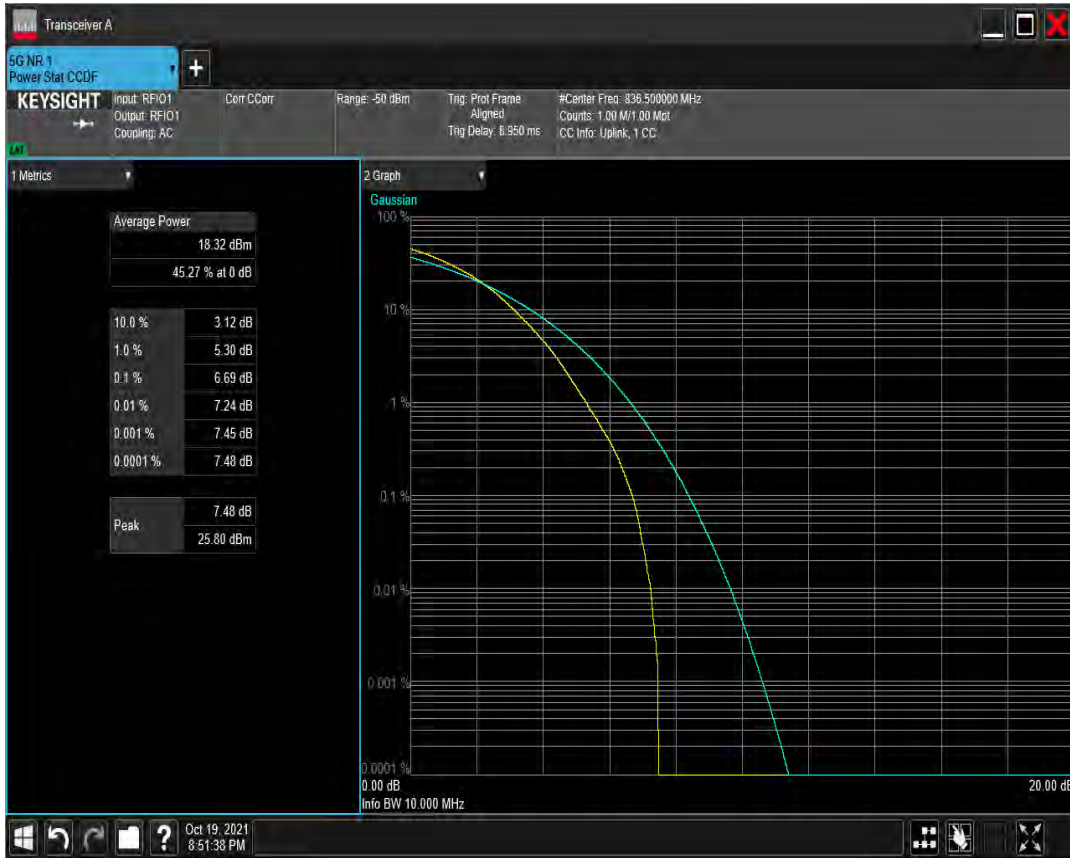 Transceiver A
5G NR 1
Power Stat CCDF
+
KEYSIGHT
Input: RFIO1
Output: RFIO1
Coupling: AC
Corr CCorr
Range: -50 dBm
Trig: Prot Frame
Aligned
Trig Delay: 8.950 ms
#Center Freq: 836.500000 MHz
Counts: 1.00 M/1.00 Mpt
CC Info: Uplink, 1 CC
1 Metrics
Average Power
18.32 dBm
45.27 % at 0 dB
10.0 % 3.12 dB
1.0 % 5.30 dB
0.1 % 6.69 dB
0.01 % 7.24 dB
0.001 % 7.45 dB
0.0001 % 7.48 dB
Peak
7.48 dB
25.80 dBm
2 Graph
Gaussian
100 %
10 %
1 %
0.1 %
0.01 %
0.001 %
0.0001 %
0.00 dB 20.00 dB
Info BW 10.000 MHz
?
Oct 19, 2021
8:51:38 PM